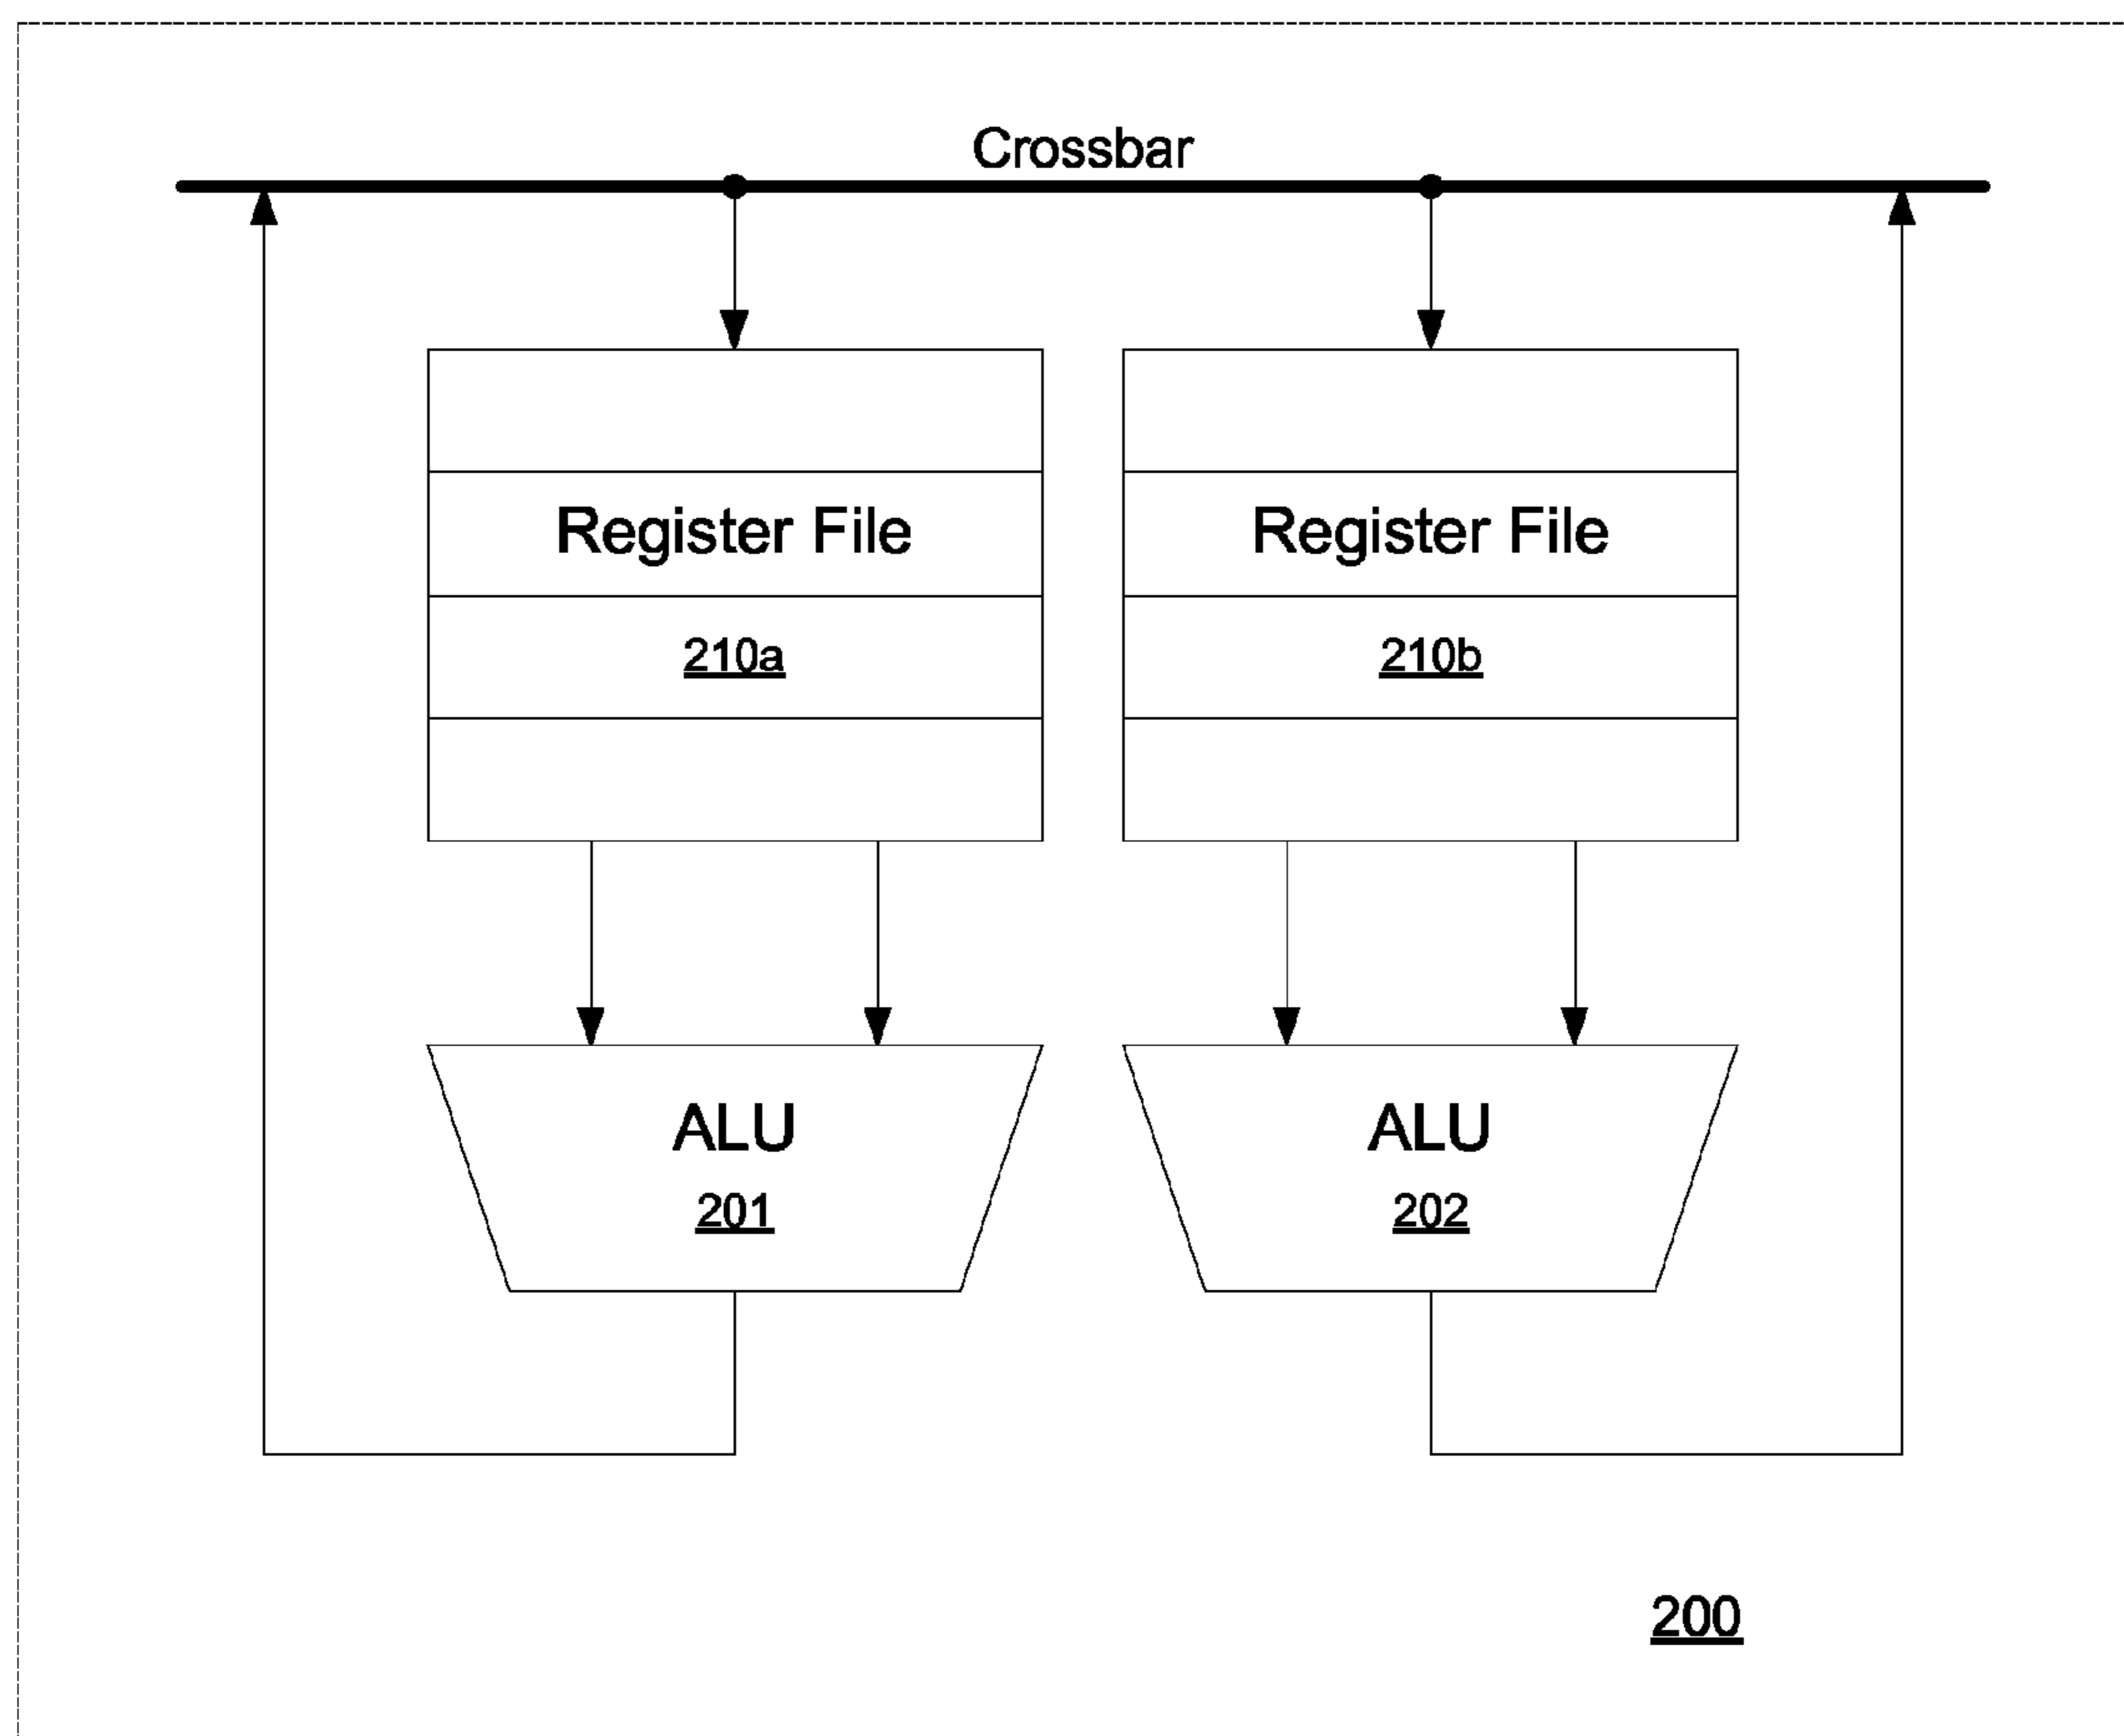 Crossbar
Register File
210a
Register File
210b
ALU
201
ALU
202
200